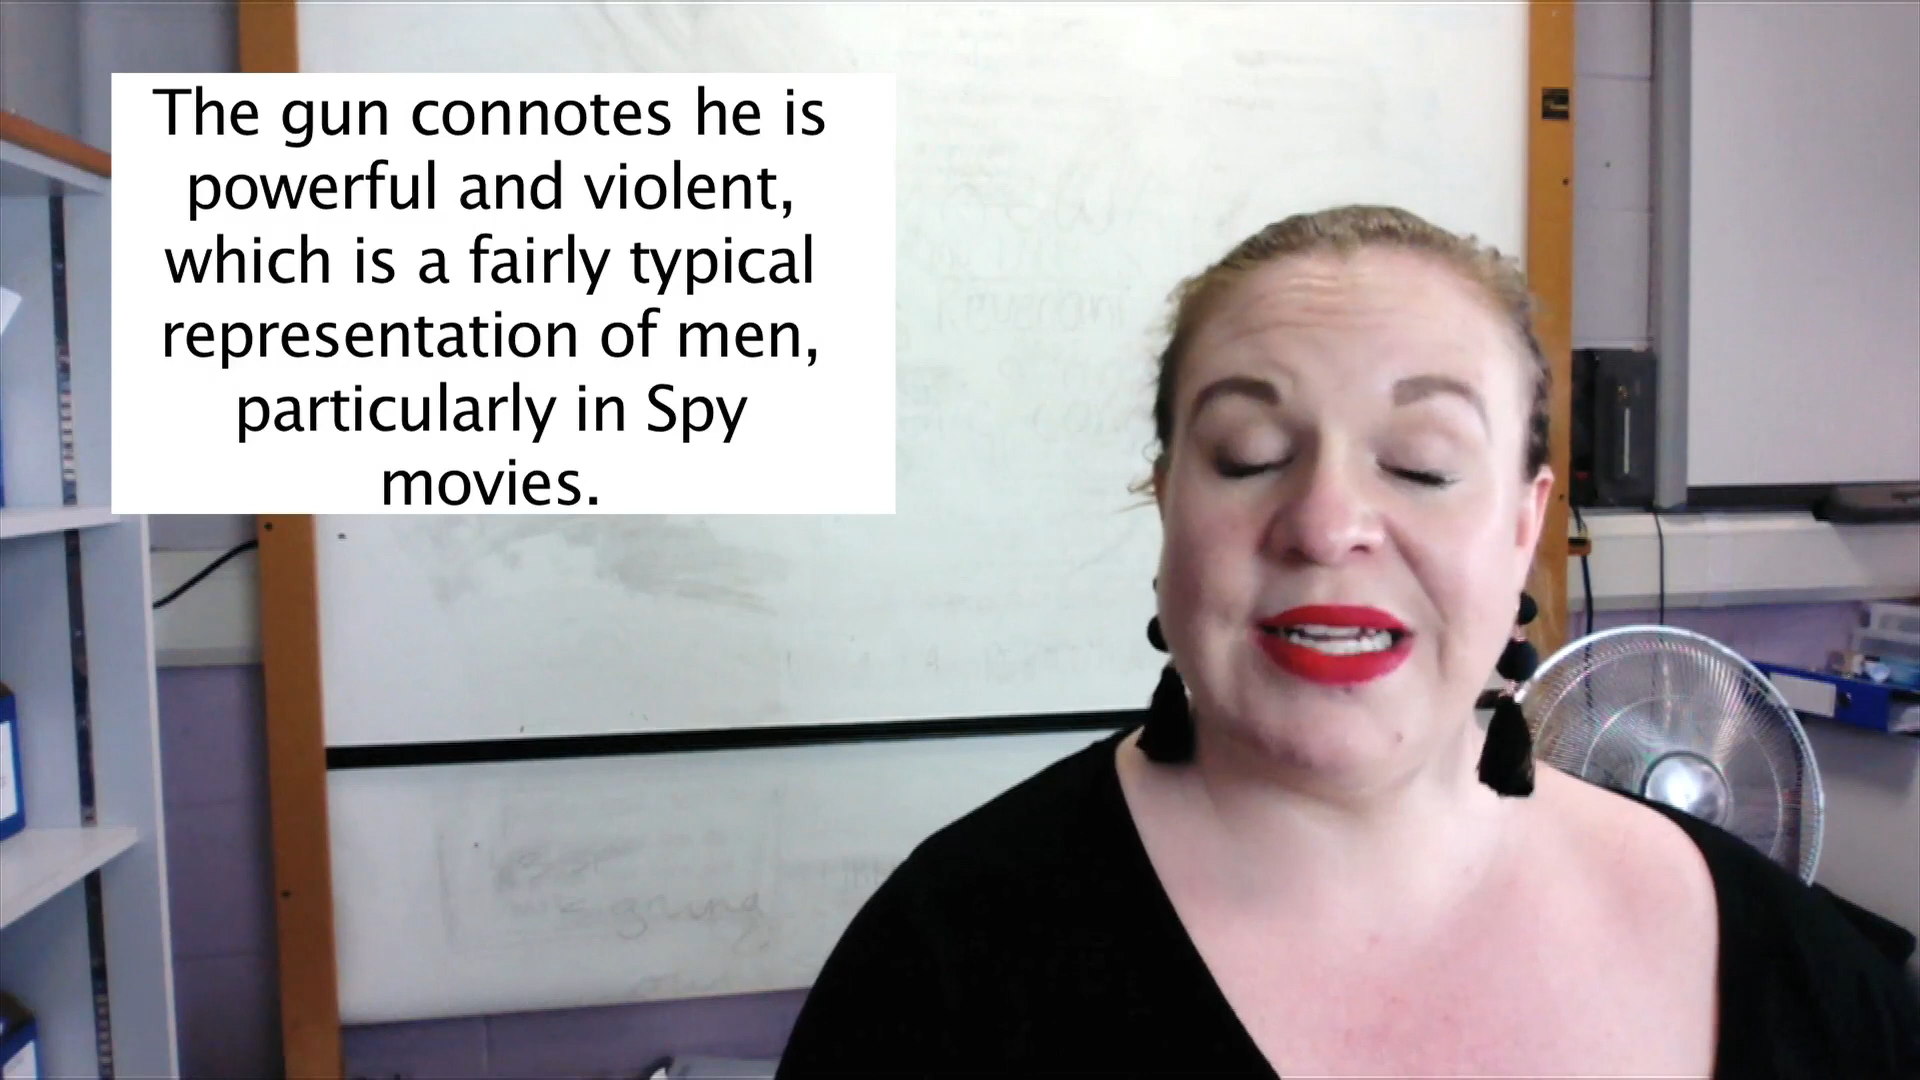 The gun connotes he is
powerful and violent,
which is a fairly typical
representation of men,
particularly in Spy
movies.